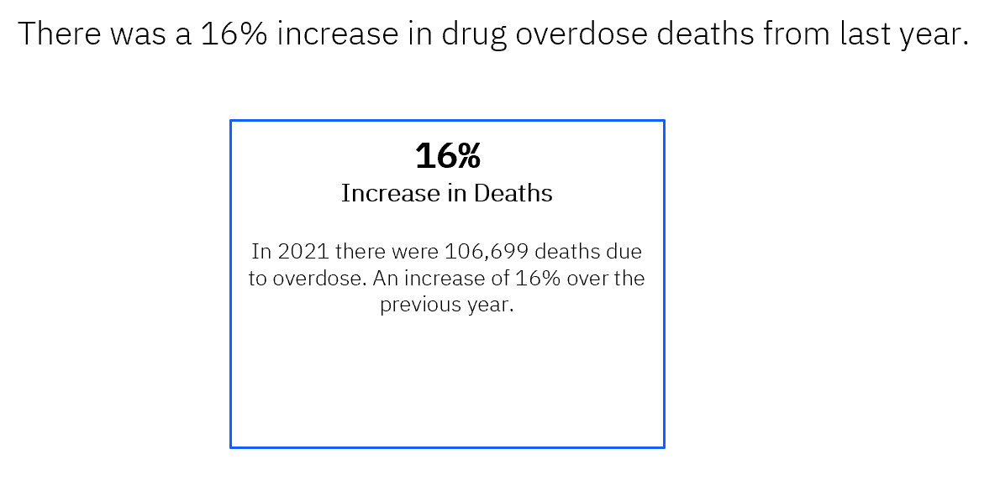 There was a 16% increase in drug overdose deaths from last year.
16%
Increase in Deaths
In 2021 there were 106,699 deaths due
to overdose. An increase of 16% over the
previous year.